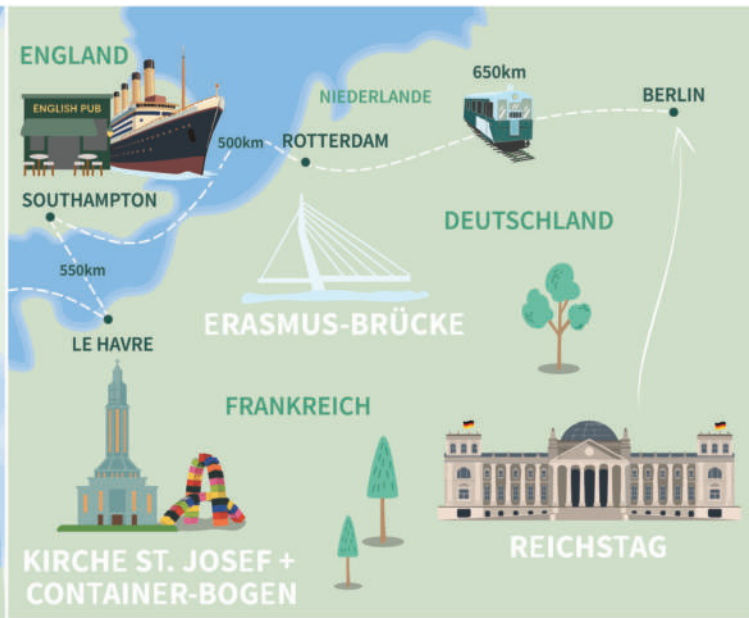 ENGLAND
ENGLISH PUB
650km
NIEDERLANDE
BERLIN
500km
ROTTERDAM
SOUTHAMPTON
DEUTSCHLAND
550km
ERASMUS-BRÜCKE
LE HAVRE
FRANKREICH
KIRCHE ST. JOSEF +
CONTAINER-BOGEN
REICHSTAG